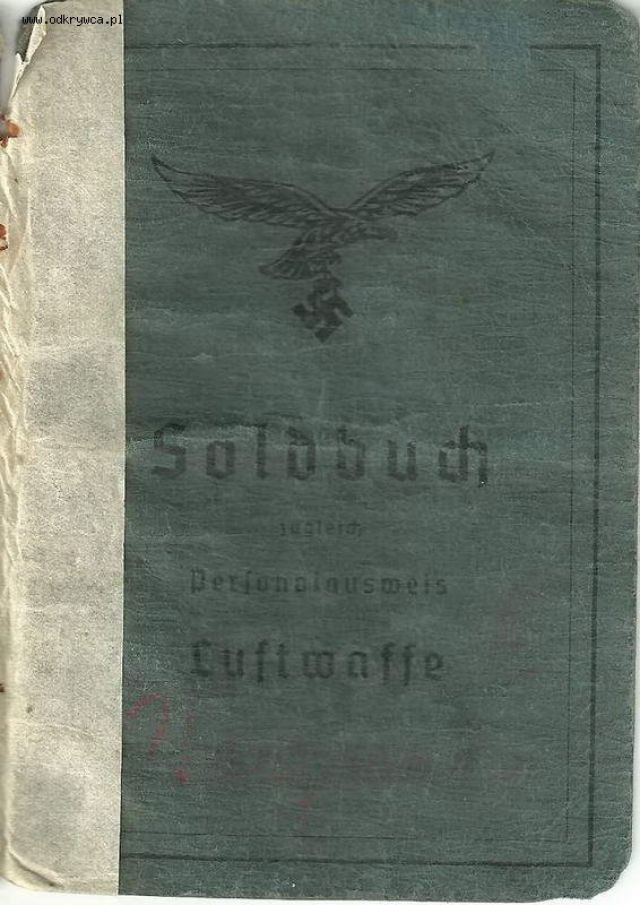 www.odkrywca.pl
Soldbuch
zugleich
Personalausweis
Luftwaffe